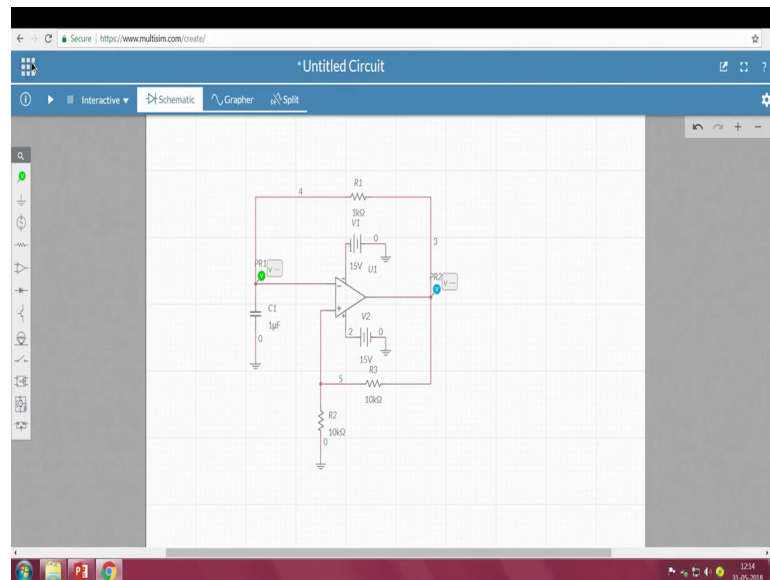 Secure | https://www.multisim.com/create/
*Untitled Circuit
?
Interactive Schematic Grapher Split
R1
4
1kΩ
V1
0
3
15V U1
PR1 V --
PR2 V --
C1
1µF
0
V2
2 0
15V
R3
5
10kΩ
R2
10kΩ
0
12:14
31-05-2018